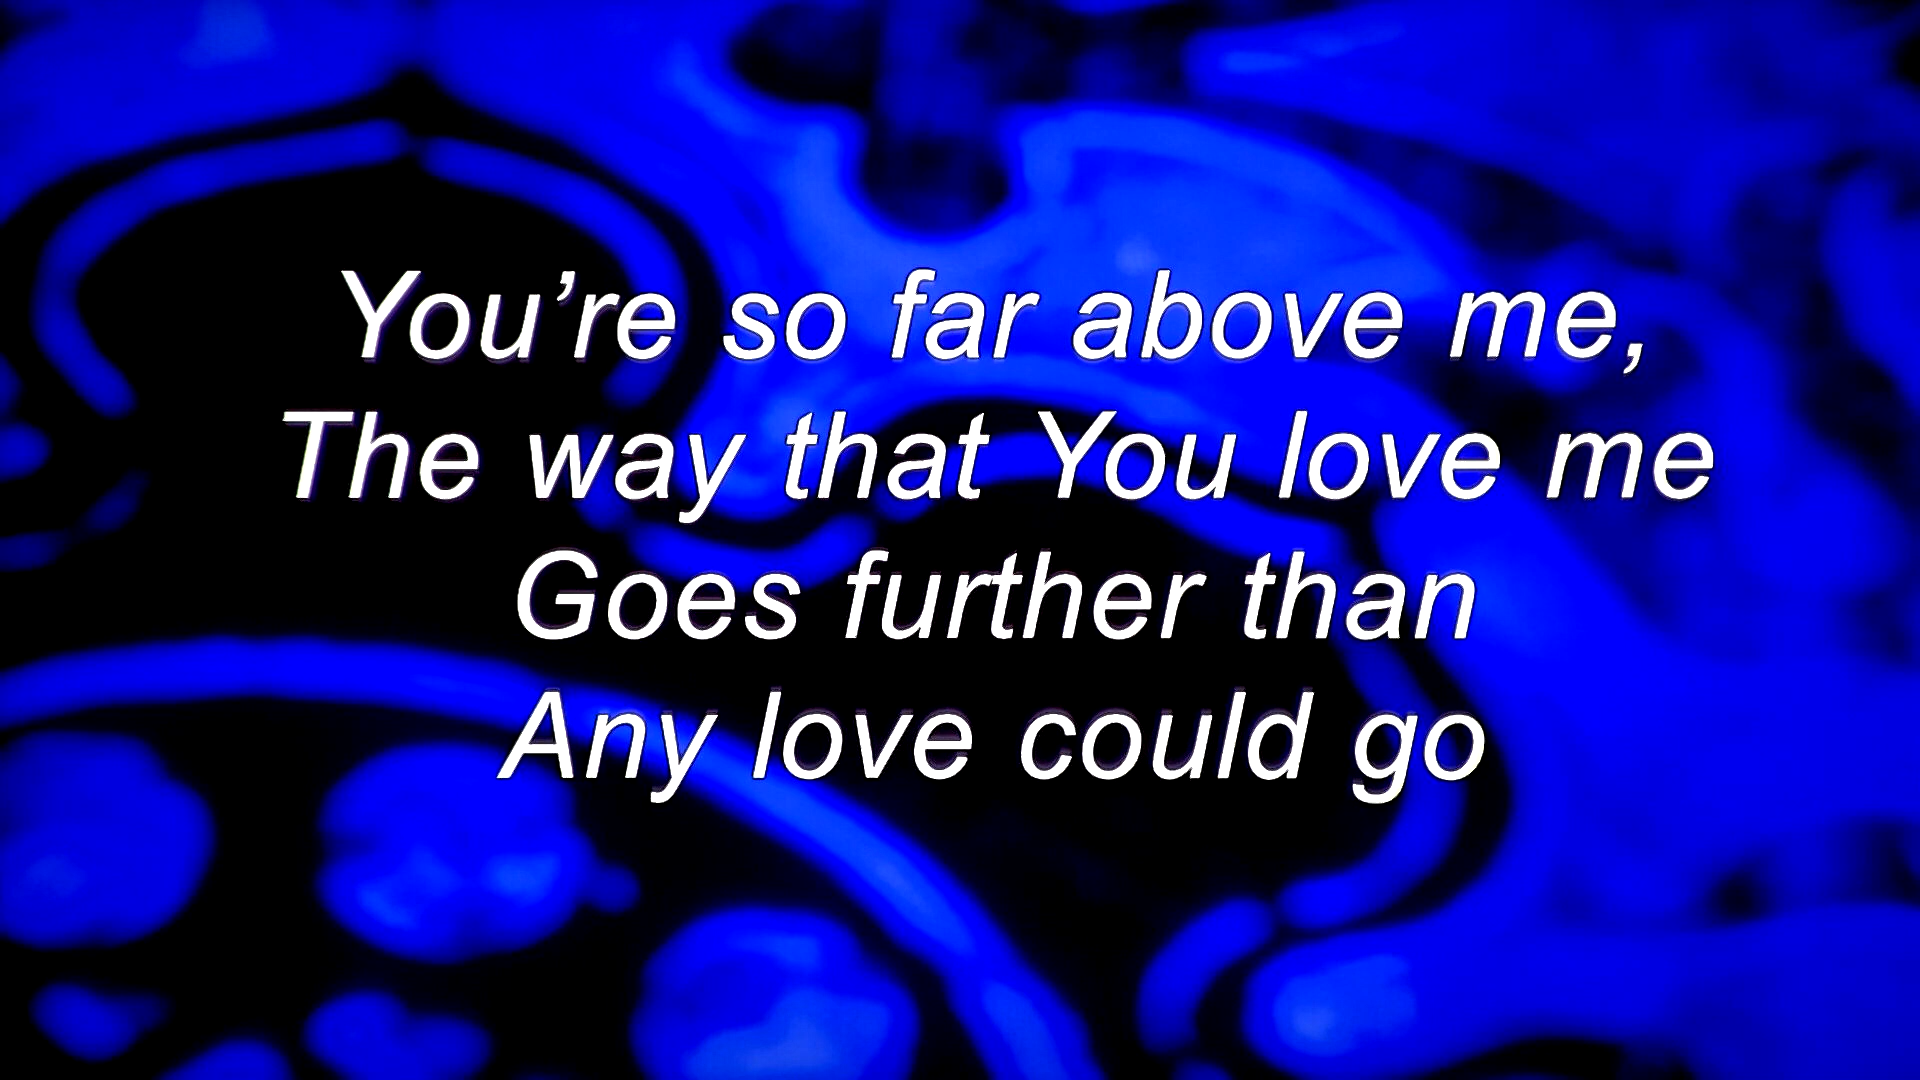 You’re so far above me,
The way that You love me
Goes further than
Any love could go